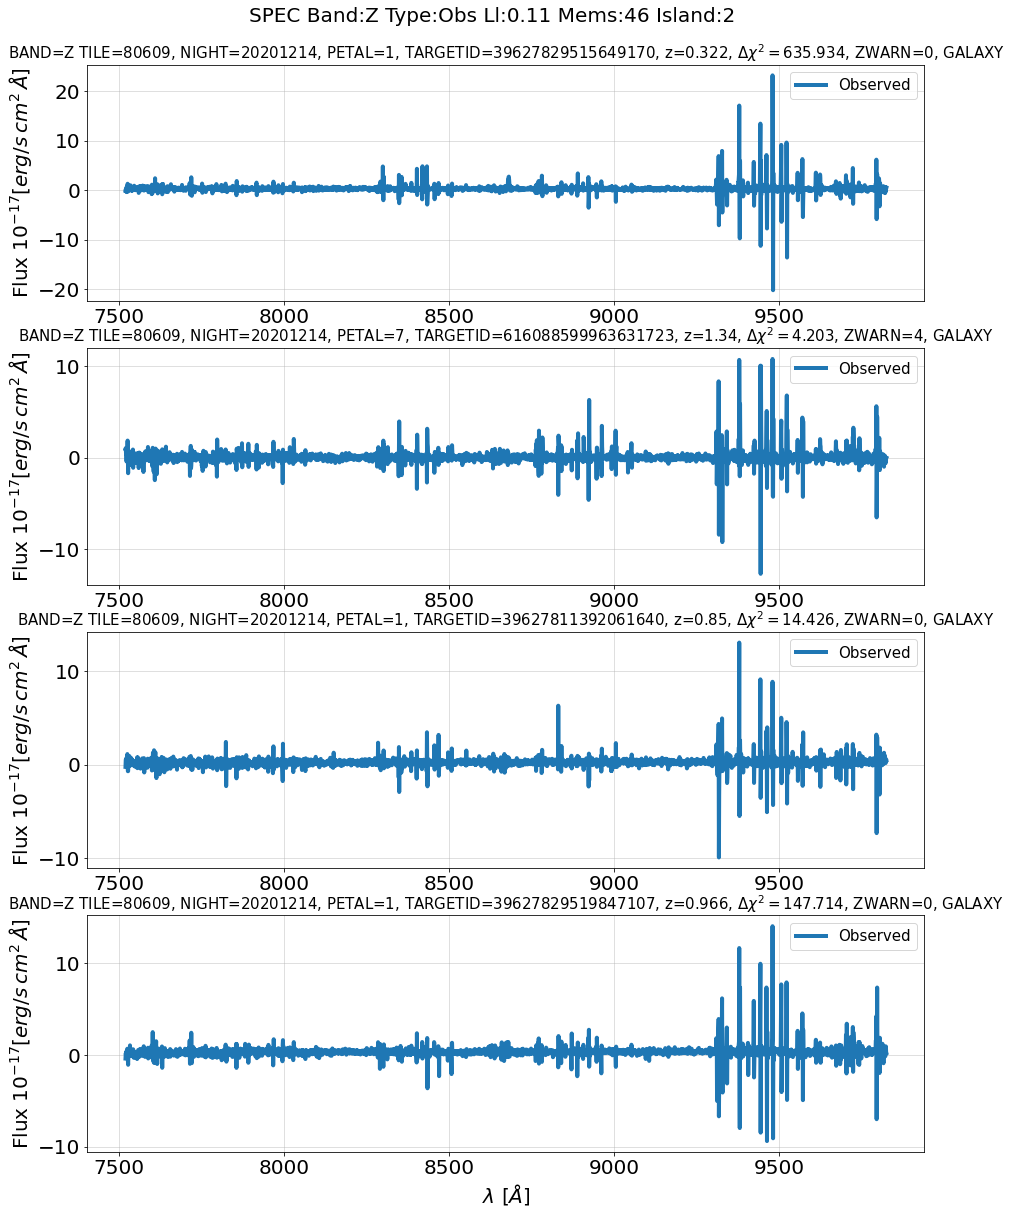 SPEC Band:Z Type:Obs Ll:0.11 Mems:46 Island:2
BAND=Z TILE=80609, NIGHT=20201214, PETAL=1, TARGETID=39627829515649170, z=0.322, Δχ² = 635.934, ZWARN=0, GALAXY
Flux 10⁻¹⁷[erg/s cm² Å]
20
10
0
−10
−20
Observed
7500 8000 8500 9000 9500
BAND=Z TILE=80609, NIGHT=20201214, PETAL=7, TARGETID=616088599963631723, z=1.34, Δχ² = 4.203, ZWARN=4, GALAXY
Flux 10⁻¹⁷[erg/s cm² Å]
10
0
−10
Observed
7500 8000 8500 9000 9500
BAND=Z TILE=80609, NIGHT=20201214, PETAL=1, TARGETID=39627811392061640, z=0.85, Δχ² = 14.426, ZWARN=0, GALAXY
Flux 10⁻¹⁷[erg/s cm² Å]
10
0
−10
Observed
7500 8000 8500 9000 9500
BAND=Z TILE=80609, NIGHT=20201214, PETAL=1, TARGETID=39627829519847107, z=0.966, Δχ² = 147.714, ZWARN=0, GALAXY
Flux 10⁻¹⁷[erg/s cm² Å]
10
0
−10
Observed
7500 8000 8500 9000 9500
λ [Å]